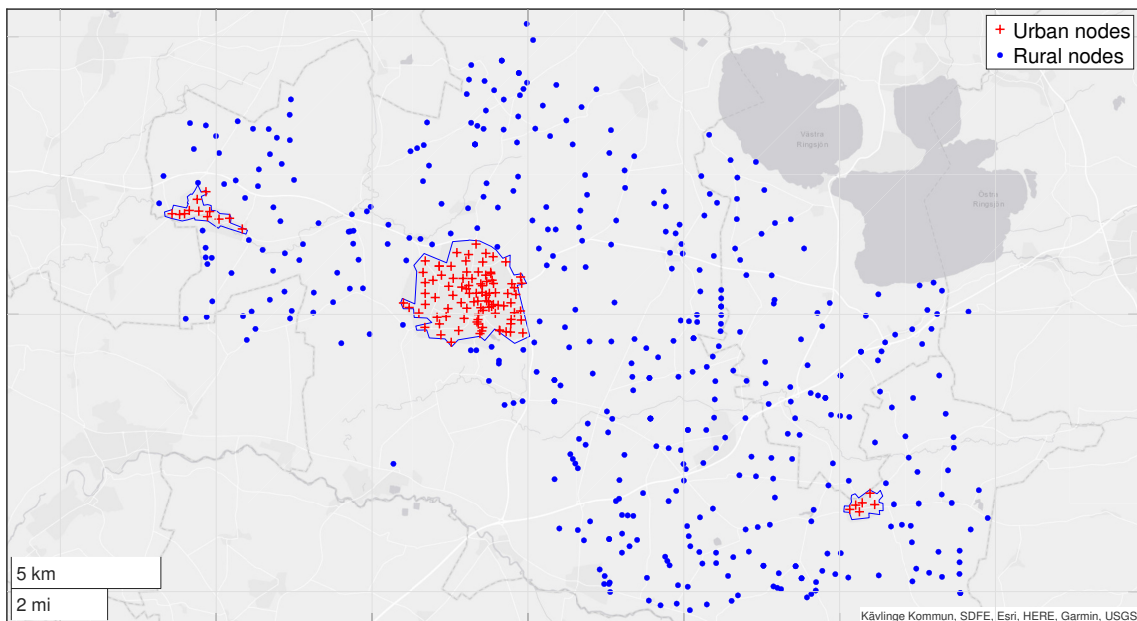 Urban nodes
Rural nodes
Västra
Ringsjön
Östra
Ringsjön
5 km
2 mi
Kävlinge Kommun, SDFE, Esri, HERE, Garmin, USGS